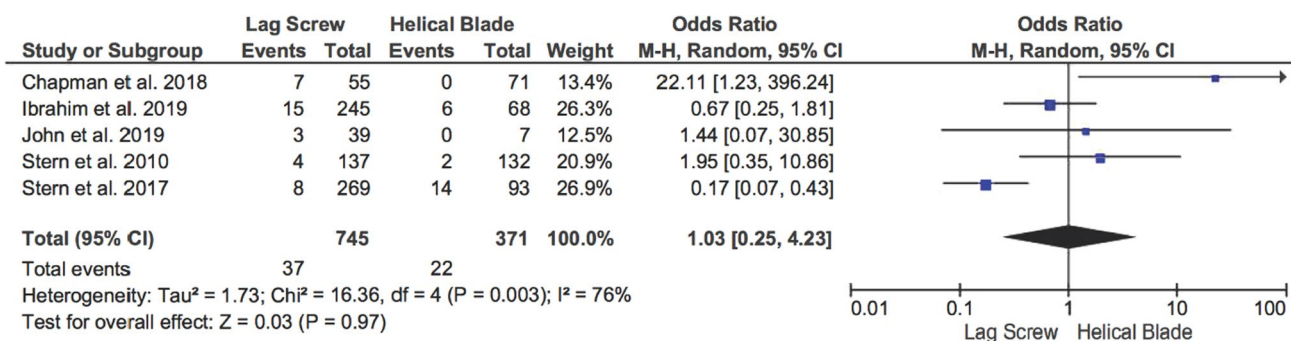 Lag Screw Helical Blade Odds Ratio Odds Ratio
Study or Subgroup Events Total Events Total Weight M-H, Random, 95% CI M-H, Random, 95% CI
Chapman et al. 2018 7 55 0 71 13.4% 22.11 [1.23, 396.24]
Ibrahim et al. 2019 15 245 6 68 26.3% 0.67 [0.25, 1.81]
John et al. 2019 3 39 0 7 12.5% 1.44 [0.07, 30.85]
Stern et al. 2010 4 137 2 132 20.9% 1.95 [0.35, 10.86]
Stern et al. 2017 8 269 14 93 26.9% 0.17 [0.07, 0.43]
Total (95% CI) 745 371 100.0% 1.03 [0.25, 4.23]
Total events 37 22
Heterogeneity: Tau² = 1.73; Chi² = 16.36, df = 4 (P = 0.003); I² = 76%
Test for overall effect: Z = 0.03 (P = 0.97)
0.01 0.1 1 10 100
Lag Screw Helical Blade